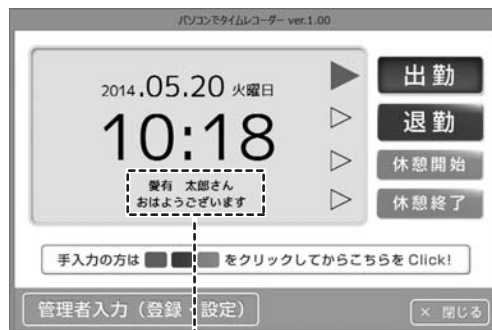 パソコンでタイムレコーダー ver.1.00
2014.05.20 火曜日
10:18
愛有 太郎さん
おはようございます
出勤
退勤
休憩開始
休憩終了
手入力の方は をクリックしてからこちらを Click!
管理者入力（登録・設定）
× 閉じる